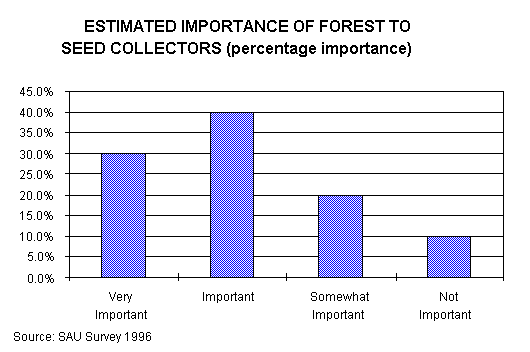 ESTIMATED IMPORTANCE OF FOREST TO
SEED COLLECTORS (percentage importance)
45.0%
40.0%
35.0%
30.0%
25.0%
20.0%
15.0%
10.0%
5.0%
0.0%
Very
Important
Important
Somewhat
Important
Not
Important
Source: SAU Survey 1996